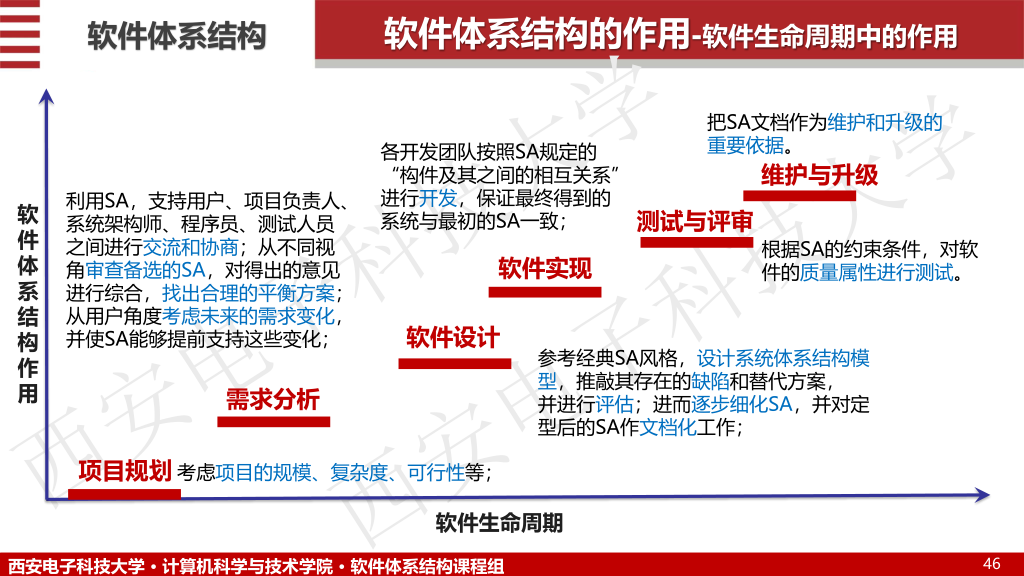 软件体系结构
软件体系结构的作用-软件生命周期中的作用
把SA文档作为维护和升级的
重要依据。
维护与升级
各开发团队按照SA规定的
“构件及其之间的相互关系”
进行开发，保证最终得到的
系统与最初的SA一致；
测试与评审
根据SA的约束条件，对软
件的质量属性进行测试。
利用SA，支持用户、项目负责人、
系统架构师、程序员、测试人员
之间进行交流和协商；从不同视
角审查备选的SA，对得出的意见
进行综合，找出合理的平衡方案；
从用户角度考虑未来的需求变化，
并使SA能够提前支持这些变化；
软件实现
软件设计
参考经典SA风格，设计系统体系结构模
型，推敲其存在的缺陷和替代方案，
并进行评估；进而逐步细化SA，并对定
型后的SA作文档化工作；
需求分析
项目规划 考虑项目的规模、复杂度、可行性等；
软件体系结构作用
软件生命周期
西安电子科技大学
西安电子科技大学
西安电子科技大学 • 计算机科学与技术学院 • 软件体系结构课程组
46